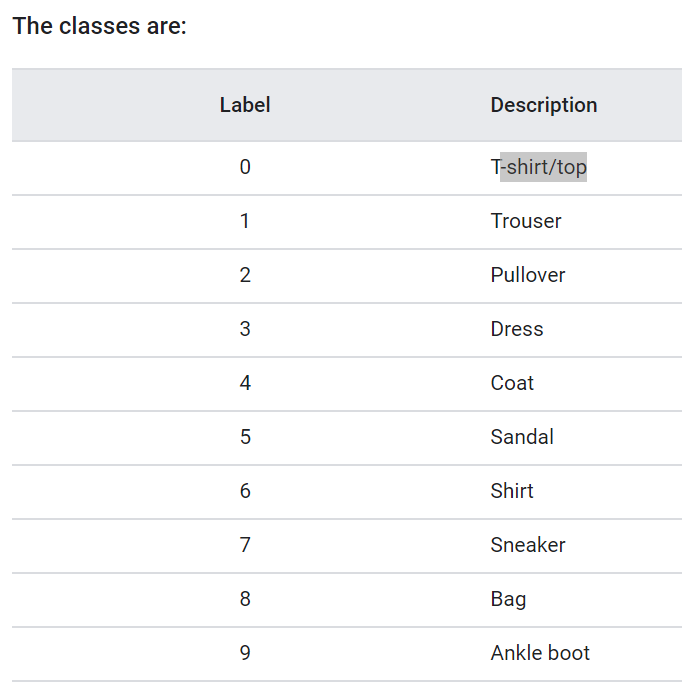 The classes are:
Label Description
0 T-shirt/top
1 Trouser
2 Pullover
3 Dress
4 Coat
5 Sandal
6 Shirt
7 Sneaker
8 Bag
9 Ankle boot